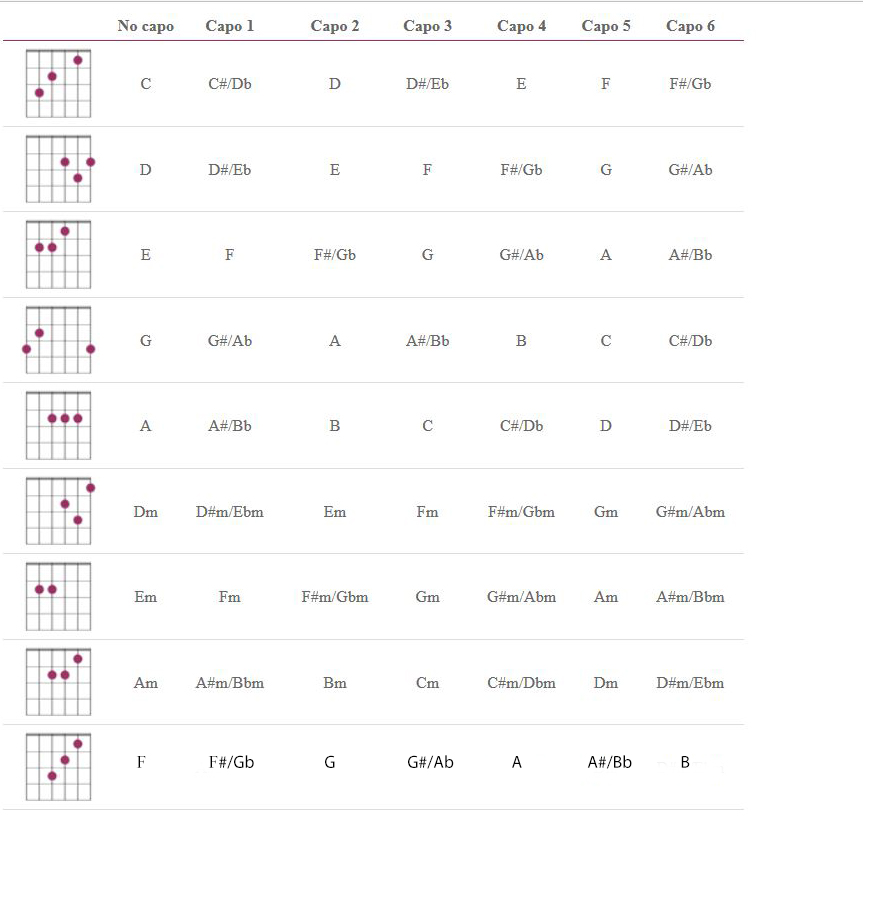 No capo Capo 1 Capo 2 Capo 3 Capo 4 Capo 5 Capo 6
C C#/Db D D#/Eb E F F#/Gb
D D#/Eb E F F#/Gb G G#/Ab
E F F#/Gb G G#/Ab A A#/Bb
G G#/Ab A A#/Bb B C C#/Db
A A#/Bb B C C#/Db D D#/Eb
Dm D#m/Ebm Em Fm F#m/Gbm Gm G#m/Abm
Em Fm F#m/Gbm Gm G#m/Abm Am A#m/Bbm
Am A#m/Bbm Bm Cm C#m/Dbm Dm D#m/Ebm
F F#/Gb G G#/Ab A A#/Bb B